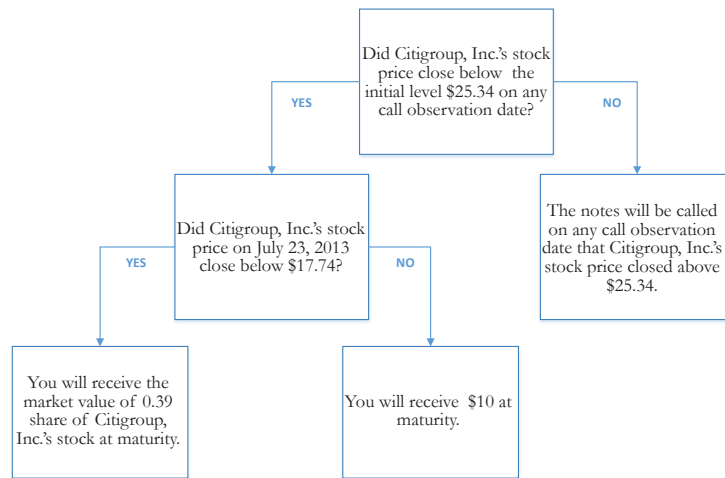 Did Citigroup, Inc.'s stock
price close below the
initial level $25.34 on any
call observation date?
YES
NO
Did Citigroup, Inc.'s stock
price on July 23, 2013
close below $17.74?
The notes will be called
on any call observation
date that Citigroup, Inc.'s
stock price closed above
$25.34.
YES
NO
You will receive the
market value of 0.39
share of Citigroup,
Inc.'s stock at maturity.
You will receive $10 at
maturity.